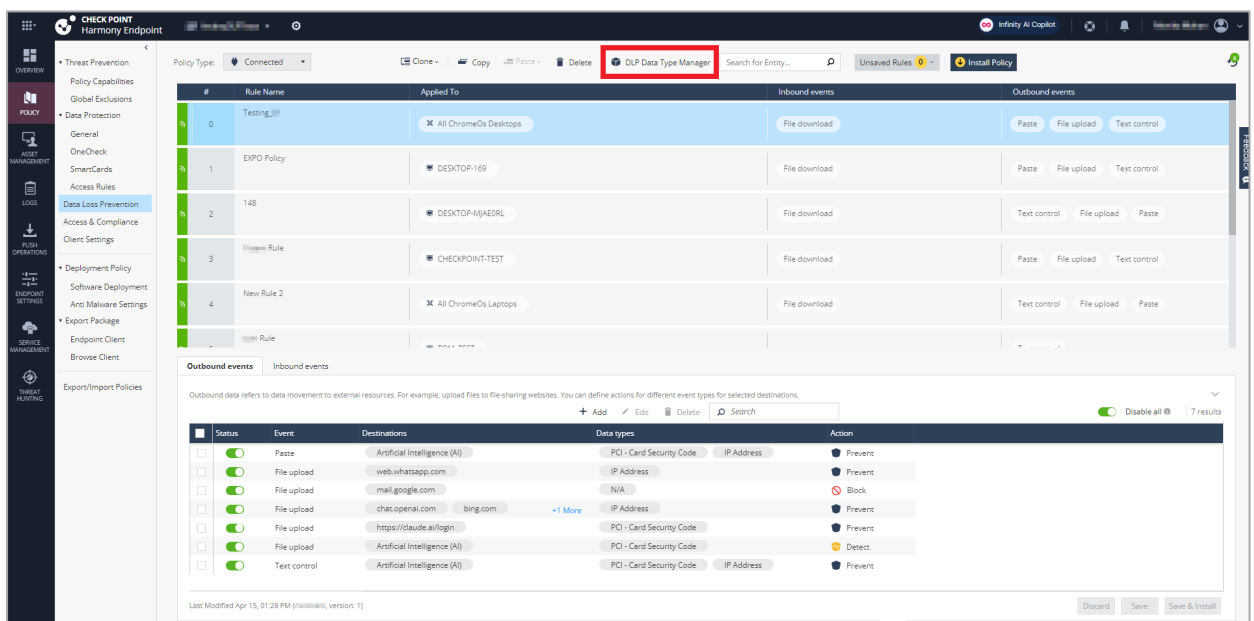 CHECK POINT
Harmony Endpoint
Infinity AI Copilot
OVERVIEW
POLICY
ASSET
MANAGEMENT
LOGS
PUSH
OPERATIONS
ENDPOINT
SETTINGS
SERVICE
MANAGEMENT
THREAT
HUNTING
Threat Prevention
Policy Capabilities
Global Exclusions
Data Protection
General
OneCheck
SmartCards
Access Rules
Data Loss Prevention
Access & Compliance
Client Settings
Deployment Policy
Software Deployment
Anti Malware Settings
Export Package
Endpoint Client
Browse Client
Export/Import Policies
Policy Type: Connected Clone Copy Paste Delete DLP Data Type Manager Search for Entity... Unsaved Rules 0 Install Policy
# Rule Name Applied To Inbound events Outbound events
0 Testing_ All ChromeOs Desktops File download Paste File upload Text control
1 EXPO Policy DESKTOP-169 File download Paste File upload Text control
2 148 DESKTOP-MJAE0RL File download Text control File upload Paste
3 Rule CHECKPOINT-TEST File download Paste File upload Text control
4 New Rule 2 All ChromeOs Laptops File download Text control File upload Paste
Rule
Feedback
Outbound events Inbound events
Outbound data refers to data movement to external resources. For example, upload files to file-sharing websites. You can define actions for different event types for selected destinations.
+ Add Edit Delete Search Disable all 7 results
Status Event Destinations Data types Action
Paste Artificial Intelligence (AI) PCI - Card Security Code IP Address Prevent
File upload web.whatsapp.com IP Address Prevent
File upload mail.google.com N/A Block
File upload chat.openai.com bing.com +1 More IP Address Prevent
File upload https://claude.ai/login PCI - Card Security Code Prevent
File upload Artificial Intelligence (AI) PCI - Card Security Code Detect
Text control Artificial Intelligence (AI) PCI - Card Security Code IP Address Prevent
Last Modified Apr 15, 01:28 PM ( , version: 1)
Discard Save Save & Install